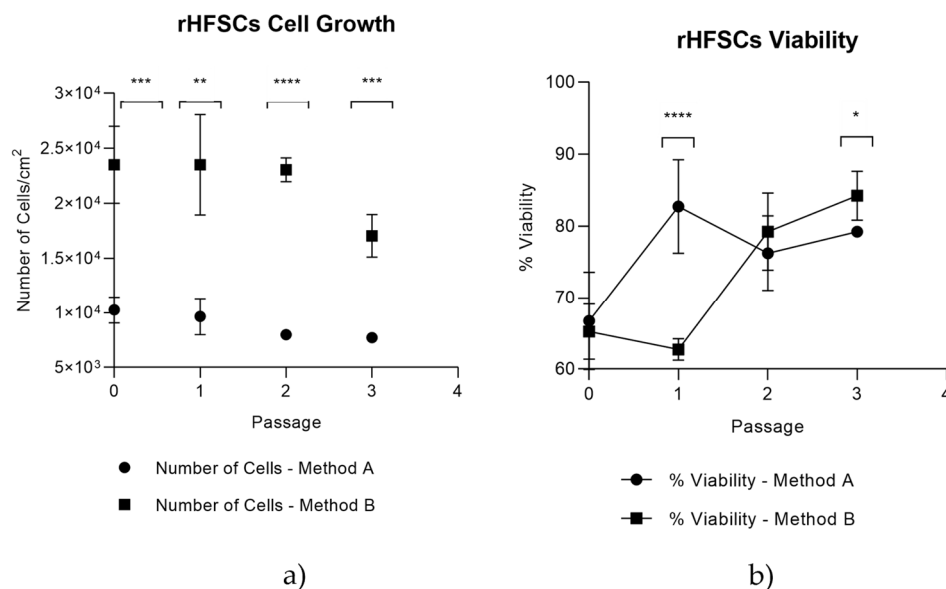 rHFSCs Cell Growth
*** ** **** ***
3×10⁴
2.5×10⁴
2×10⁴
1.5×10⁴
1×10⁴
5×10³
Number of Cells/cm²
0 1 2 3 4
Passage
Number of Cells - Method A
Number of Cells - Method B
a)
rHFSCs Viability
**** *
100
90
80
70
60
% Viability
0 1 2 3 4
Passage
% Viability - Method A
% Viability - Method B
b)